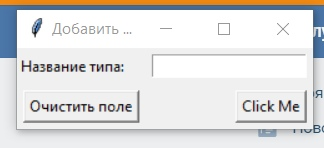 Добавить ...
Название типа:
Очистить поле
Click Me